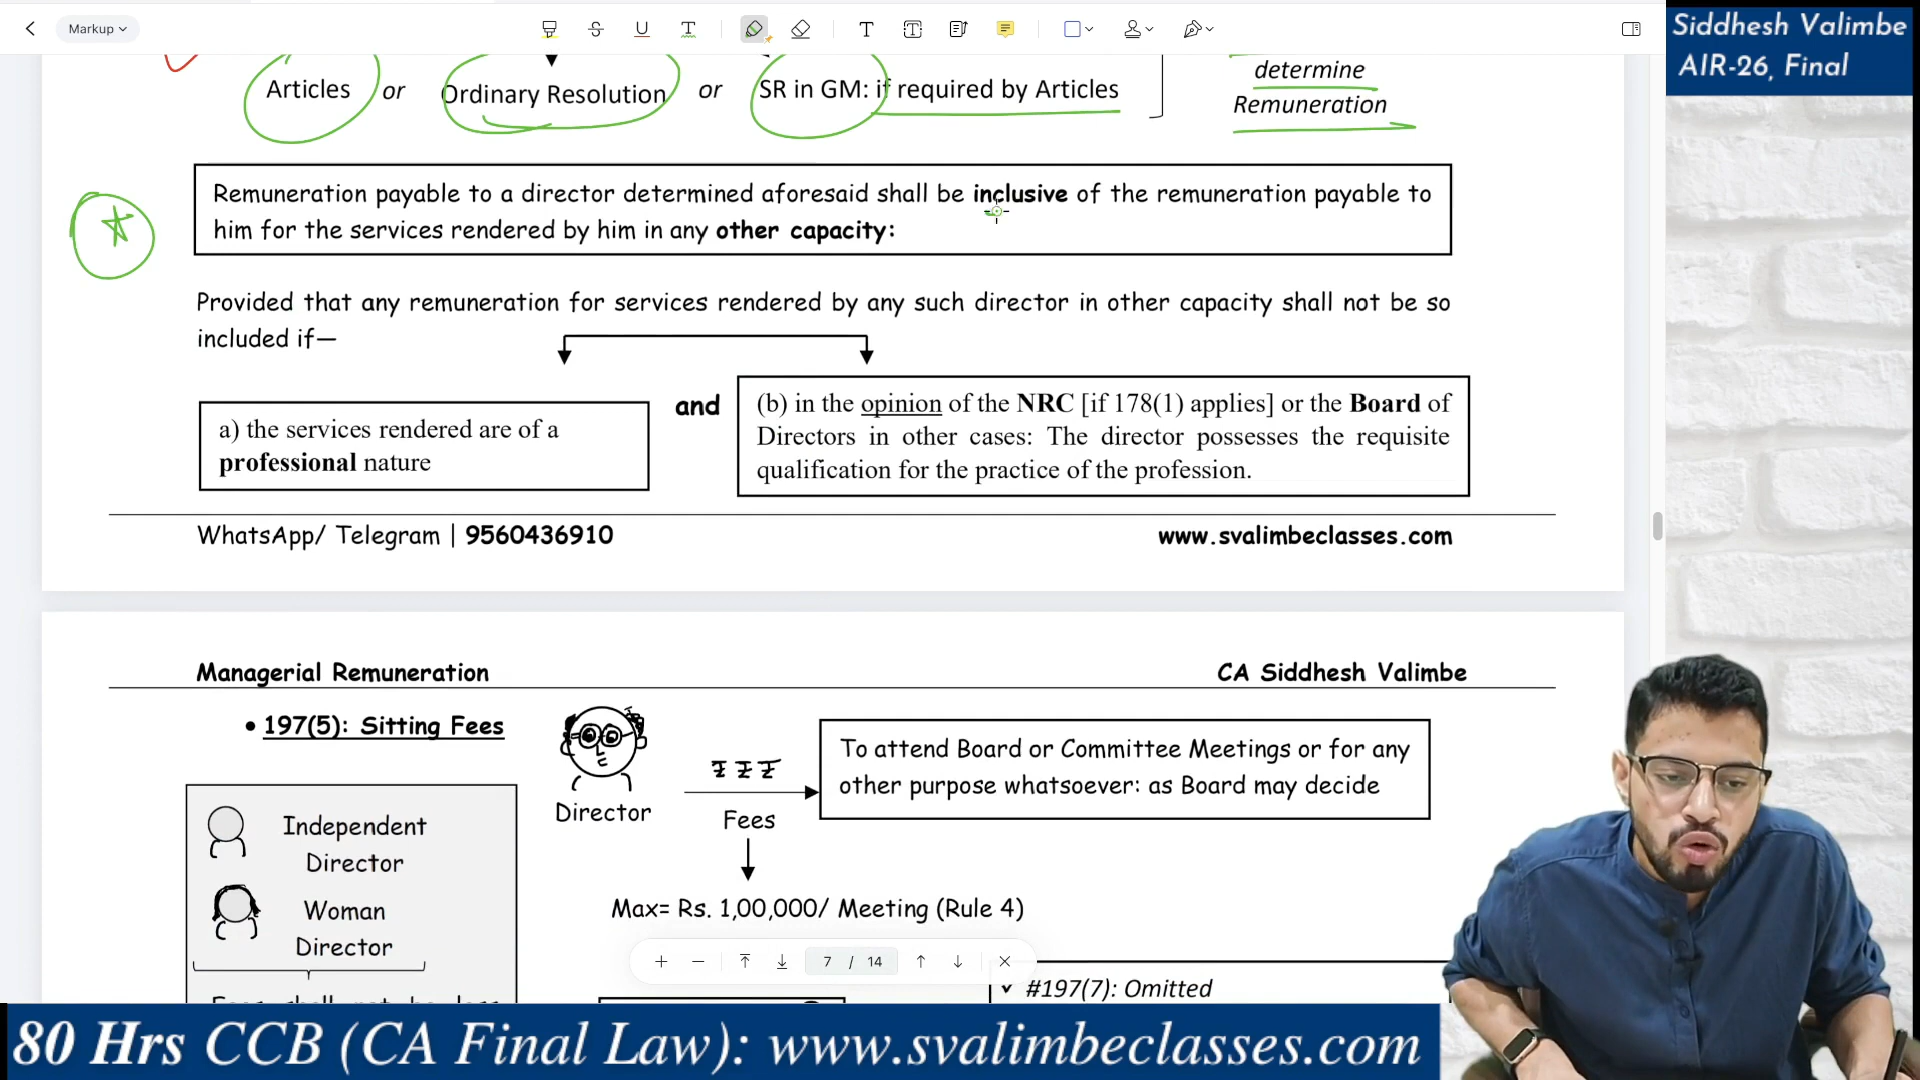 Markup
Siddhesh Valimbe
AIR-26, Final
Articles or Ordinary Resolution or SR in GM: if required by Articles
determine
Remuneration
Remuneration payable to a director determined aforesaid shall be inclusive of the remuneration payable to
him for the services rendered by him in any other capacity:
Provided that any remuneration for services rendered by any such director in other capacity shall not be so
included if—
a) the services rendered are of a
professional nature
and
(b) in the opinion of the NRC [if 178(1) applies] or the Board of
Directors in other cases: The director possesses the requisite
qualification for the practice of the profession.
WhatsApp/ Telegram | 9560436910
www.svalimbeclasses.com
Managerial Remuneration
CA Siddhesh Valimbe
• 197(5): Sitting Fees
Independent
Director
Woman
Director
Director
Fees
To attend Board or Committee Meetings or for any
other purpose whatsoever: as Board may decide
Max= Rs. 1,00,000/ Meeting (Rule 4)
7 / 14
#197(7): Omitted
80 Hrs CCB (CA Final Law): www.svalimbeclasses.com